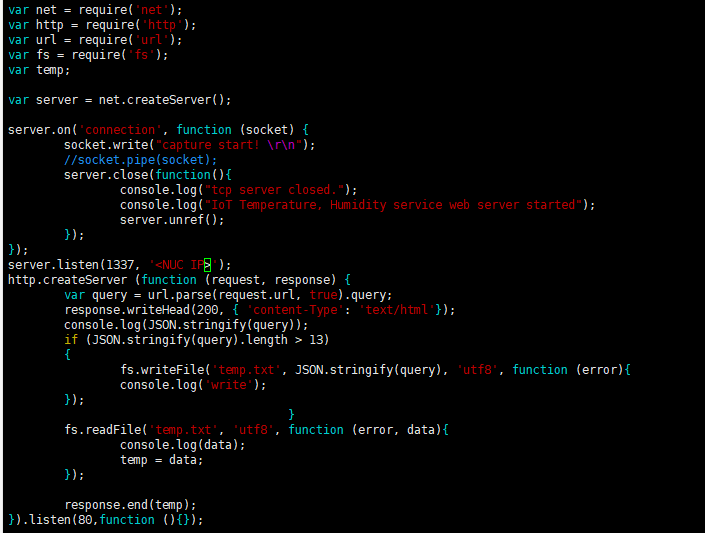 var net = require('net');
var http = require('http');
var url = require('url');
var fs = require('fs');
var temp;

var server = net.createServer();

server.on('connection', function (socket) {
        socket.write("capture start! \r\n");
        //socket.pipe(socket);
        server.close(function(){
                console.log("tcp server closed.");
                console.log("IoT Temperature, Humidity service web server started");
                server.unref();
        });
});
server.listen(1337, '<NUC IP>');
http.createServer (function (request, response) {
        var query = url.parse(request.url, true).query;
        response.writeHead(200, { 'content-Type': 'text/html'});
        console.log(JSON.stringify(query));
        if (JSON.stringify(query).length > 13)
        {
                fs.writeFile('temp.txt', JSON.stringify(query), 'utf8', function (error){
                console.log('write');
        });
                                        }
        fs.readFile('temp.txt', 'utf8', function (error, data){
                console.log(data);
                temp = data;
        });

        response.end(temp);
}).listen(80,function (){});